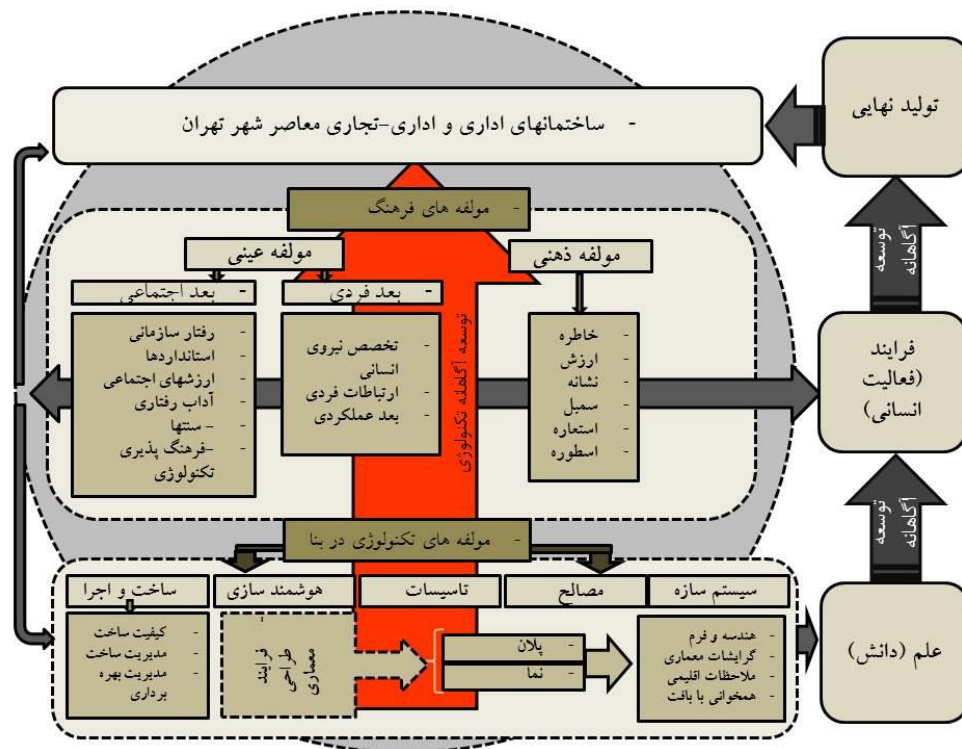 تولید نهایی
- ساختمانهای اداری و اداری-تجاری معاصر شهر تهران
- مولفه های فرهنگ
مولفه ذهنی
مولفه عینی
- بعد فردی
- بعد اجتماعی
- خاطره
- ارزش
- نشانه
- سمبل
- استعاره
- اسطوره
- تخصص نیروی
انسانی
- ارتباطات فردی
- بعد عملکردی
- رفتار سازمانی
- استانداردها
- ارزشهای اجتماعی
- آداب رفتاری
- - سنتها
- -فرهنگ پذیری
تکنولوژی
توسعه آگاهانه تکنولوژی
توسعه
آگاهانه
فرایند
(فعالیت
انسانی)
توسعه
آگاهانه
علم (دانش)
- مولفه های تکنولوژی در بنا
سیستم سازه
مصالح
تاسیسات
هوشمند سازی
ساخت و اجرا
- هندسه و فرم
- گرایشات معماری
- ملاحظات اقلیمی
- همخوانی با بافت
- پلان
- نما
- فرایند
طراحی
معماری
- کیفیت ساخت
- مدیریت ساخت
- مدیریت بهره
برداری